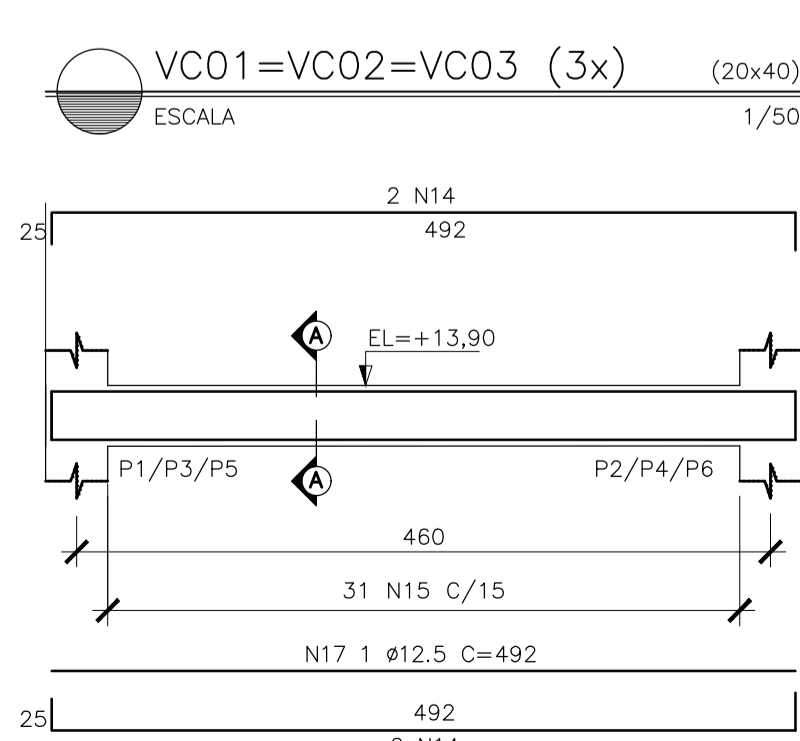 VC01=VC02=VC03 (3x) (20x40)
ESCALA 1/50
2 N14
25 492
A
EL=+13,90
P1/P3/P5 A P2/P4/P6
460
31 N15 C/15
N17 1 ø12.5 C=492
25 492